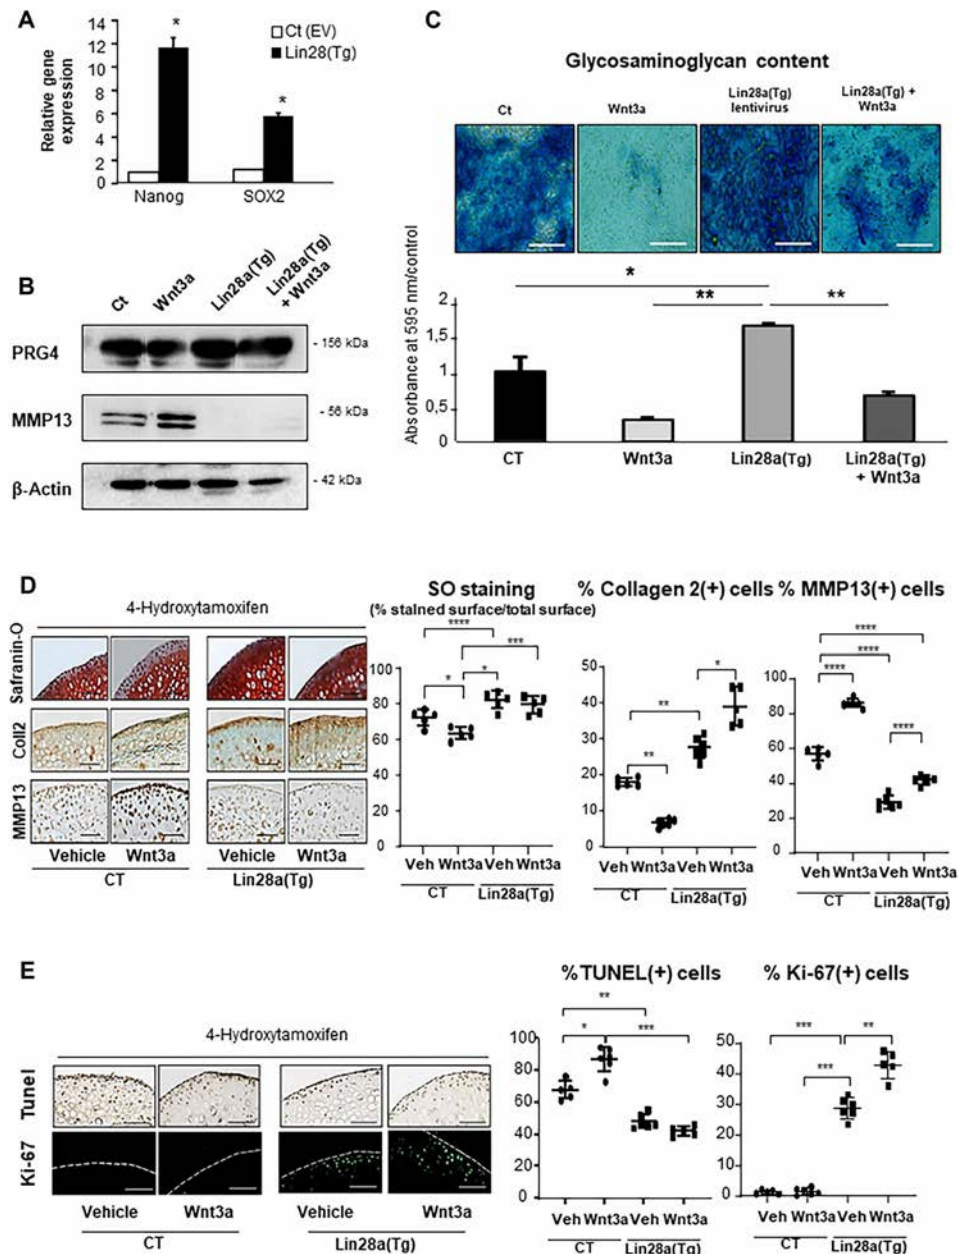 A
Relative gene
expression
14
12
10
8
6
4
2
0
*
*
Ct (EV)
Lin28(Tg)
Nanog
SOX2
B
Ct
Wnt3a
Lin28a(Tg)
Lin28a(Tg)
+ Wnt3a
PRG4
- 156 kDa
MMP13
- 56 kDa
β-Actin
- 42 kDa
C
Glycosaminoglycan content
Ct
Wnt3a
Lin28a(Tg)
lentivirus
Lin28a(Tg) +
Wnt3a
Absorbance at 595 nm/control
2
1.5
1
0,5
0
*
**
**
CT
Wnt3a
Lin28a(Tg)
Lin28a(Tg)
+ Wnt3a
D
4-Hydroxytamoxifen
Safranin-O
Coll2
MMP13
Vehicle
Wnt3a
Vehicle
Wnt3a
CT
Lin28a(Tg)
SO staining
(% stained surface/total surface)
****
***
*
*
100
80
60
40
20
0
Veh Wnt3a Veh Wnt3a
CT
Lin28a(Tg)
% Collagen 2(+) cells
*
**
**
50
40
30
20
10
0
Veh Wnt3a Veh Wnt3a
CT
Lin28a(Tg)
% MMP13(+) cells
****
****
****
****
100
80
60
40
20
0
Veh Wnt3a Veh Wnt3a
CT
Lin28a(Tg)
E
4-Hydroxytamoxifen
Tunel
Ki-67
Vehicle
Wnt3a
Vehicle
Wnt3a
CT
Lin28a(Tg)
%TUNEL(+) cells
**
*
***
100
80
60
40
20
0
Veh Wnt3a Veh Wnt3a
CT
Lin28a(Tg)
% Ki-67(+) cells
***
**
***
50
40
30
20
10
0
Veh Wnt3a Veh Wnt3a
CT
Lin28a(Tg)